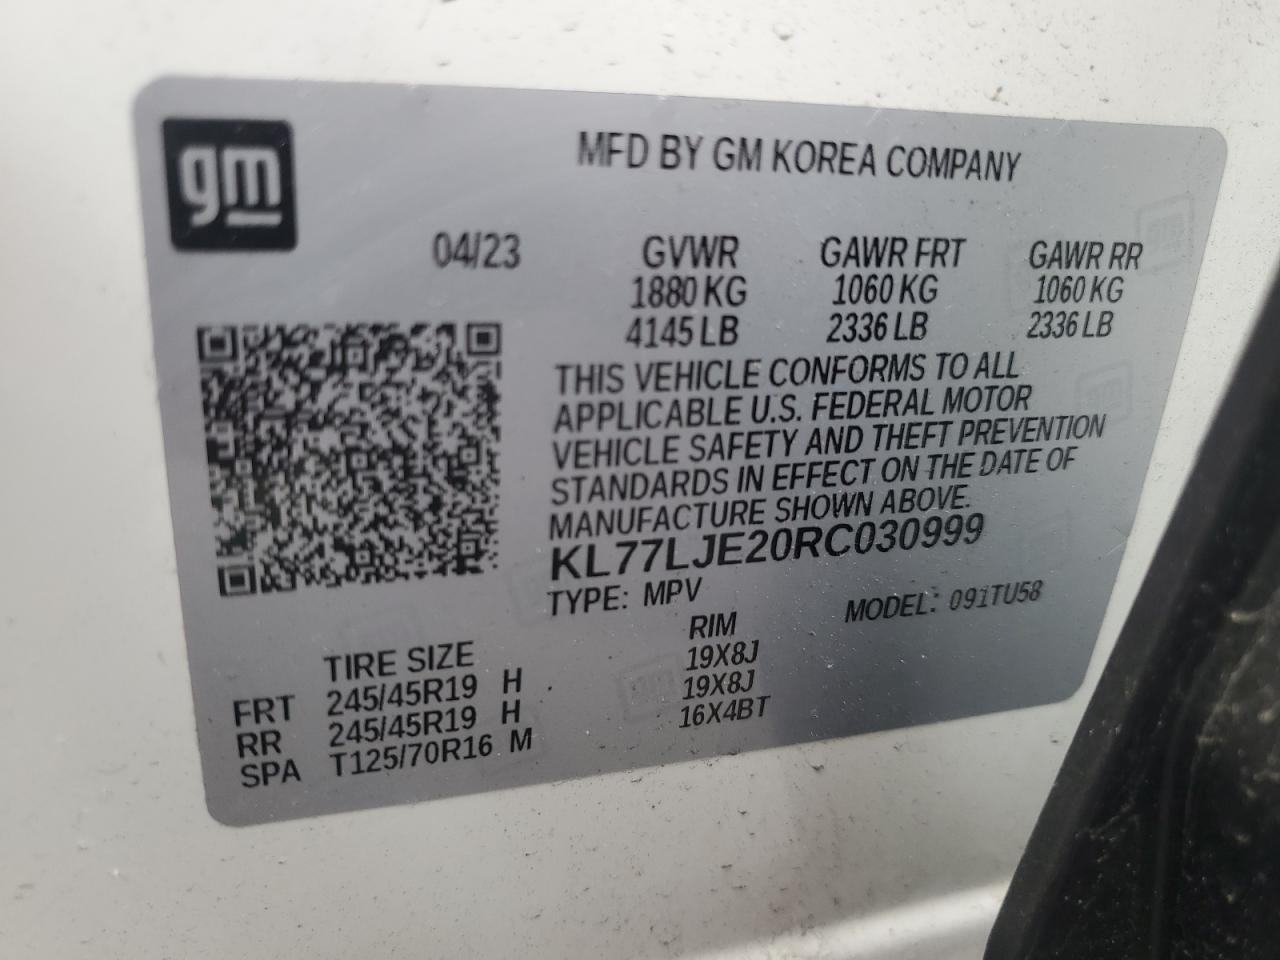 gm
MFD BY GM KOREA COMPANY
04/23 GVWR GAWR FRT GAWR RR
1880 KG 1060 KG 1060 KG
4145 LB 2336 LB 2336 LB
THIS VEHICLE CONFORMS TO ALL
APPLICABLE U.S. FEDERAL MOTOR
VEHICLE SAFETY AND THEFT PREVENTION
STANDARDS IN EFFECT ON THE DATE OF
MANUFACTURE SHOWN ABOVE.
KL77LJE20RC030999
TYPE: MPV MODEL: 091TU58
TIRE SIZE RIM
FRT 245/45R19 H 19X8J
RR 245/45R19 H 19X8J
SPA T125/70R16 M 16X4BT